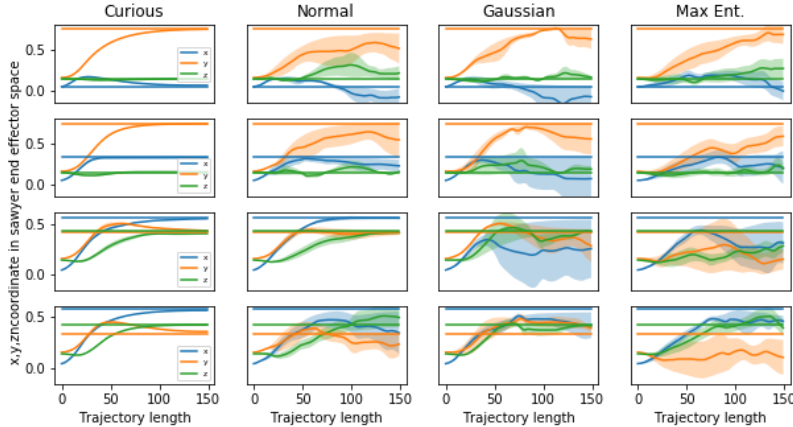 Curious Normal Gaussian Max Ent.
x,y,zncoordinate in sawyer end effector space
0.5
0.0
x
y
z
0.5
0.0
x
y
z
0.5
0.0
x
y
z
0.5
0.0
x
y
z
0 50 100 150 0 50 100 150 0 50 100 150 0 50 100 150
Trajectory length Trajectory length Trajectory length Trajectory length